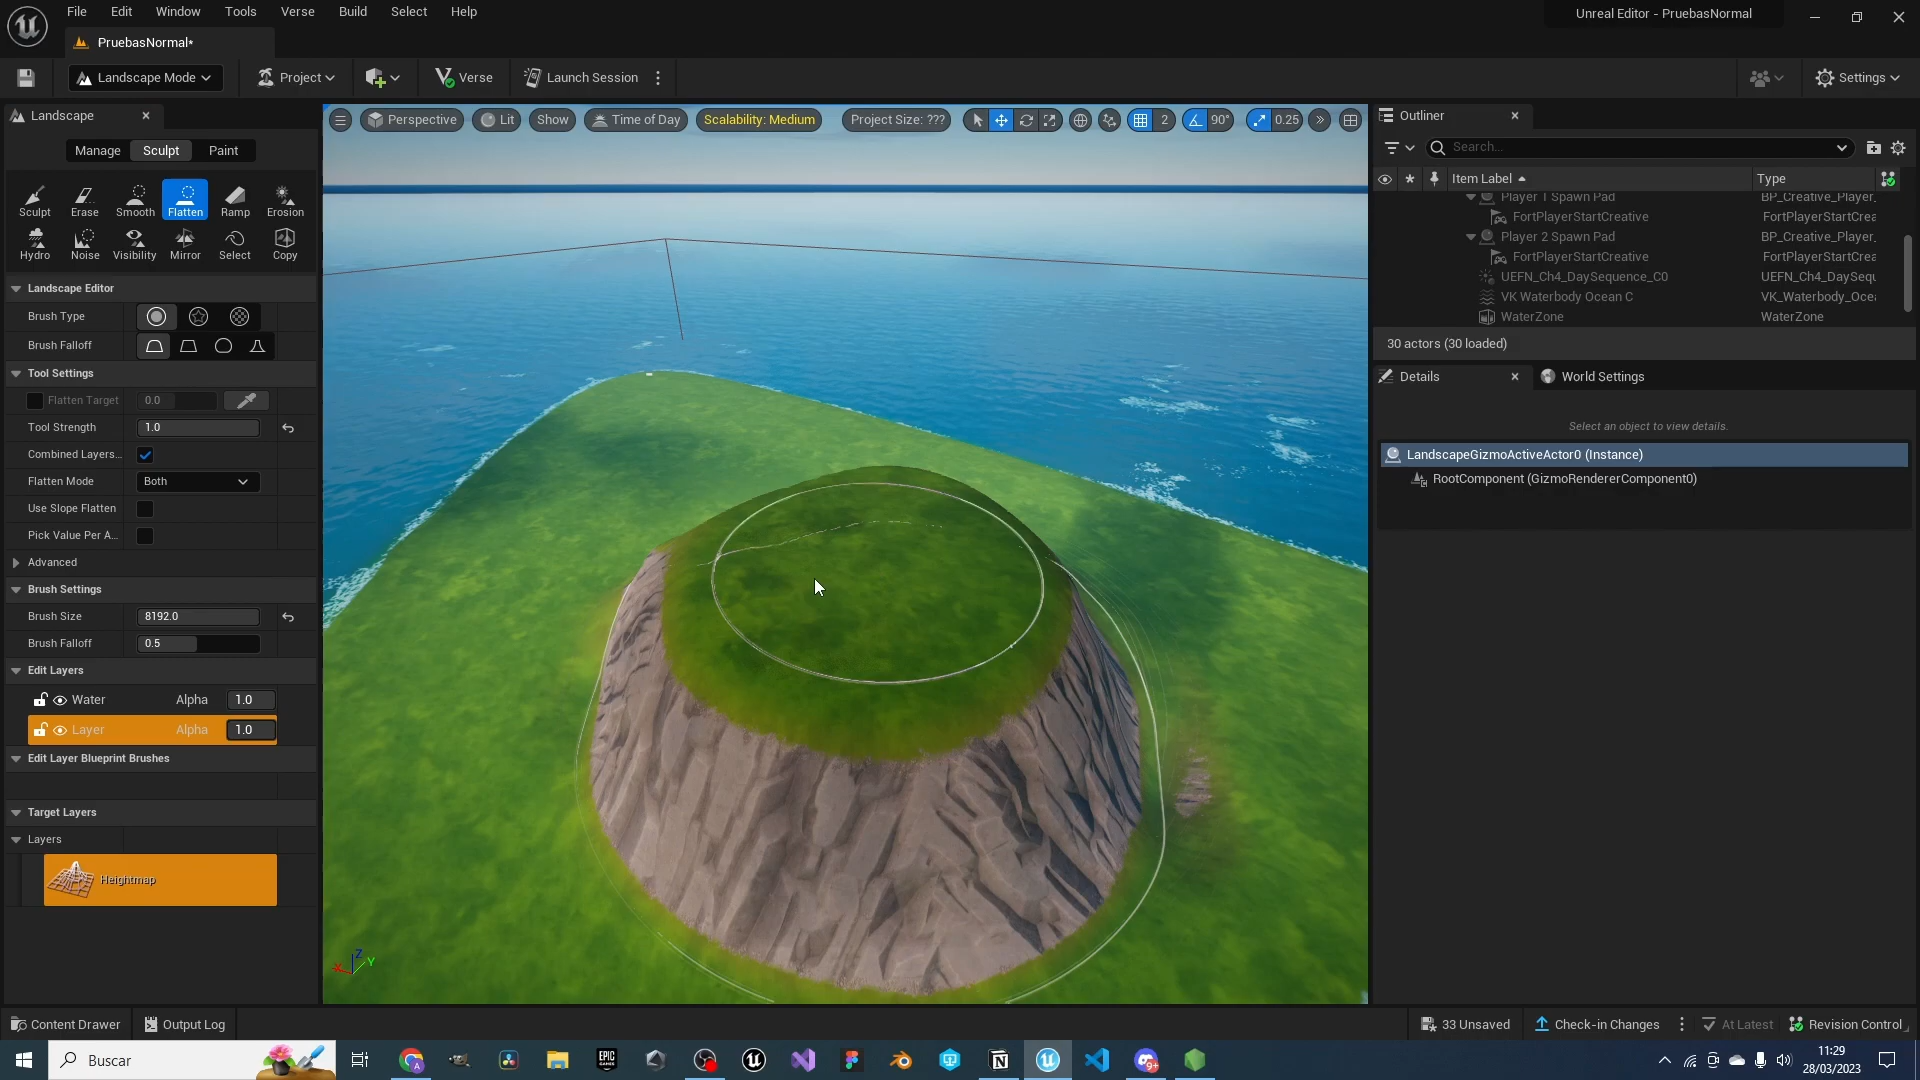 File Edit Window Tools Verse Build Select Help
Unreal Editor - PruebasNormal
PruebasNormal*
Landscape Mode
Project
Verse
Launch Session
Settings
Landscape
Manage Sculpt Paint
Sculpt Erase Smooth Flatten Ramp Erosion
Hydro Noise Visibility Mirror Select Copy
Landscape Editor
Brush Type
Brush Falloff
Tool Settings
Flatten Target 0.0
Tool Strength 1.0
Combined Layers...
Flatten Mode Both
Use Slope Flatten
Pick Value Per A...
Advanced
Brush Settings
Brush Size 8192.0
Brush Falloff 0.5
Edit Layers
Water Alpha 1.0
Layer Alpha 1.0
Edit Layer Blueprint Brushes
Target Layers
Layers
Heightmap
Perspective Lit Show Time of Day Scalability: Medium Project Size: ??? 2 90° 0.25
X Z Y
Outliner
Search...
Item Label Type
Player 1 Spawn Pad BP_Creative_Player_
FortPlayerStartCreative FortPlayerStartCrea
Player 2 Spawn Pad BP_Creative_Player_
FortPlayerStartCreative FortPlayerStartCrea
UEFN_Ch4_DaySequence_C0 UEFN_Ch4_DaySequ
VK Waterbody Ocean C VK_Waterbody_Ocea
WaterZone WaterZone
30 actors (30 loaded)
Details World Settings
Select an object to view details.
LandscapeGizmoActiveActor0 (Instance)
RootComponent (GizmoRendererComponent0)
Content Drawer Output Log
33 Unsaved Check-in Changes At Latest Revision Control
Buscar
EPIC GAMES
9+
11:29
28/03/2023